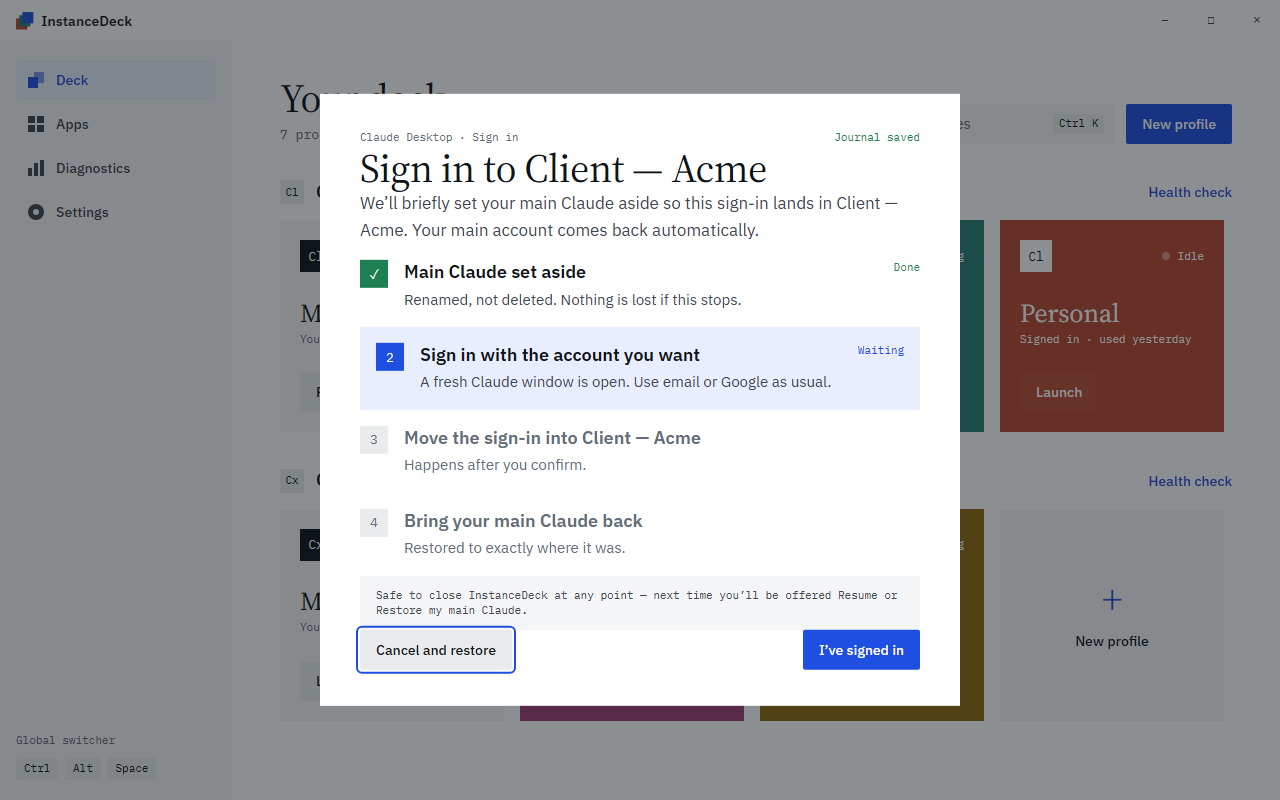 InstanceDeck
Deck
Apps
Diagnostics
Settings
Global switcher
Ctrl Alt Space
Your deck
7
Ctrl K
New profile
Cl
Health check
Cl
Idle
Personal
Signed in · used yesterday
Launch
Cx
Health check
Cx
New profile
Claude Desktop · Sign in
Journal saved
Sign in to Client — Acme
We’ll briefly set your main Claude aside so this sign-in lands in Client —
Acme. Your main account comes back automatically.
✓
Main Claude set aside
Done
Renamed, not deleted. Nothing is lost if this stops.
2
Sign in with the account you want
Waiting
A fresh Claude window is open. Use email or Google as usual.
3
Move the sign-in into Client — Acme
Happens after you confirm.
4
Bring your main Claude back
Restored to exactly where it was.
Safe to close InstanceDeck at any point — next time you’ll be offered Resume or
Restore my main Claude.
Cancel and restore
I’ve signed in